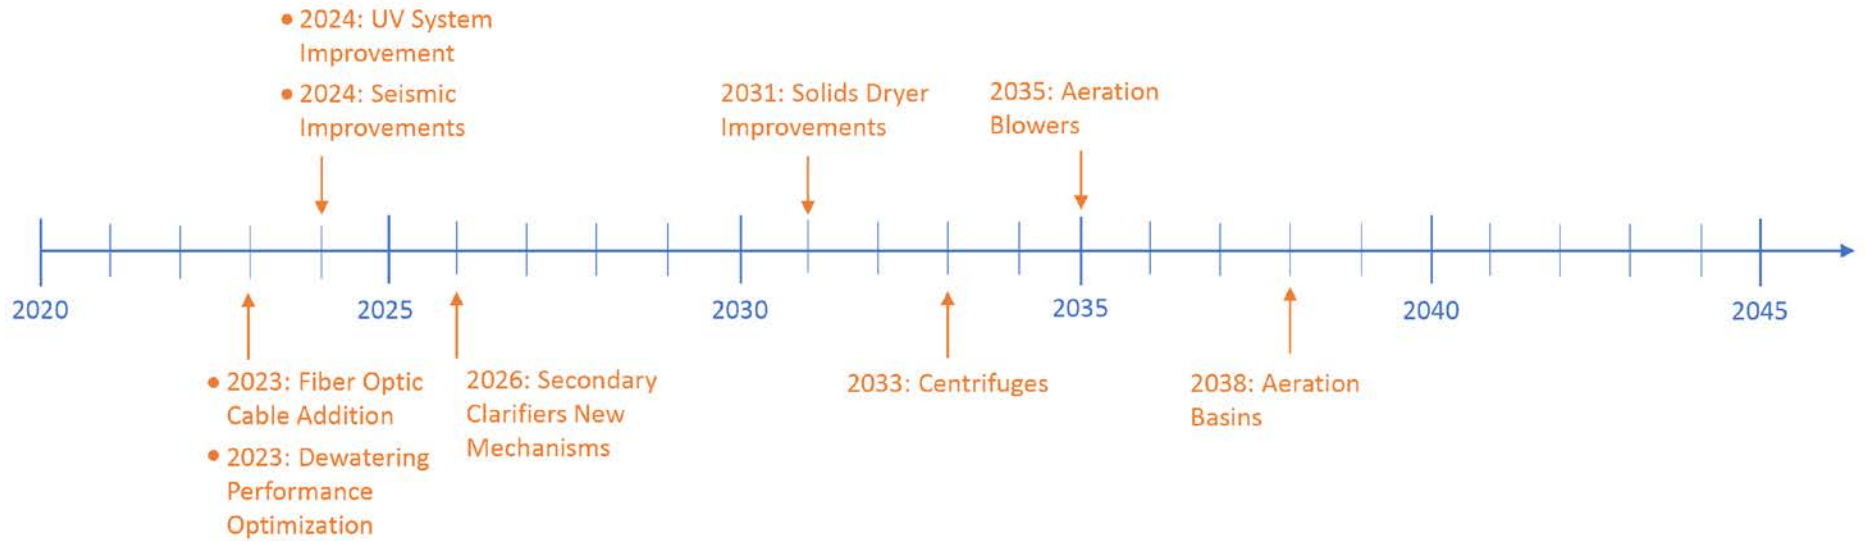 • 2024: UV System
Improvement
• 2024: Seismic
Improvements
2031: Solids Dryer
Improvements
2035: Aeration
Blowers
2020
2025
2030
2035
2040
2045
• 2023: Fiber Optic
Cable Addition
• 2023: Dewatering
Performance
Optimization
2026: Secondary
Clarifiers New
Mechanisms
2033: Centrifuges
2038: Aeration
Basins